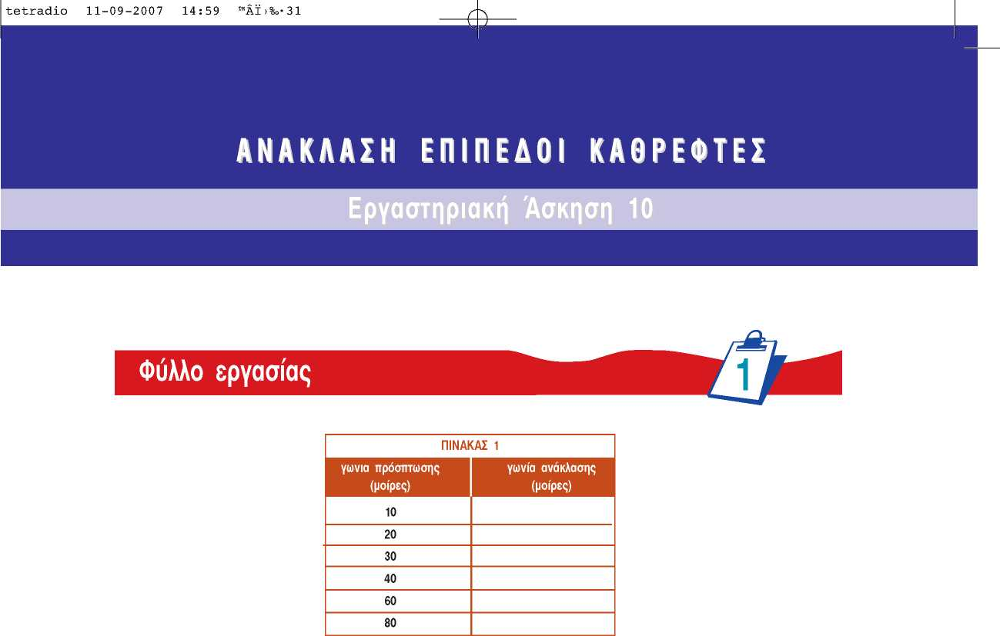 tetradio 11-09-2007 14:59 ™ÂÏ›‰·31
ΑΝΑΚΛΑΣΗ ΕΠΙΠΕΔΟΙ ΚΑΘΡΕΦΤΕΣ
Εργαστηριακή Άσκηση 10
Φύλλο εργασίας
1
ΠΙΝΑΚΑΣ 1
γωνια πρόσπτωσης γωνία ανάκλασης
(μοίρες) (μοίρες)
10
20
30
40
60
80